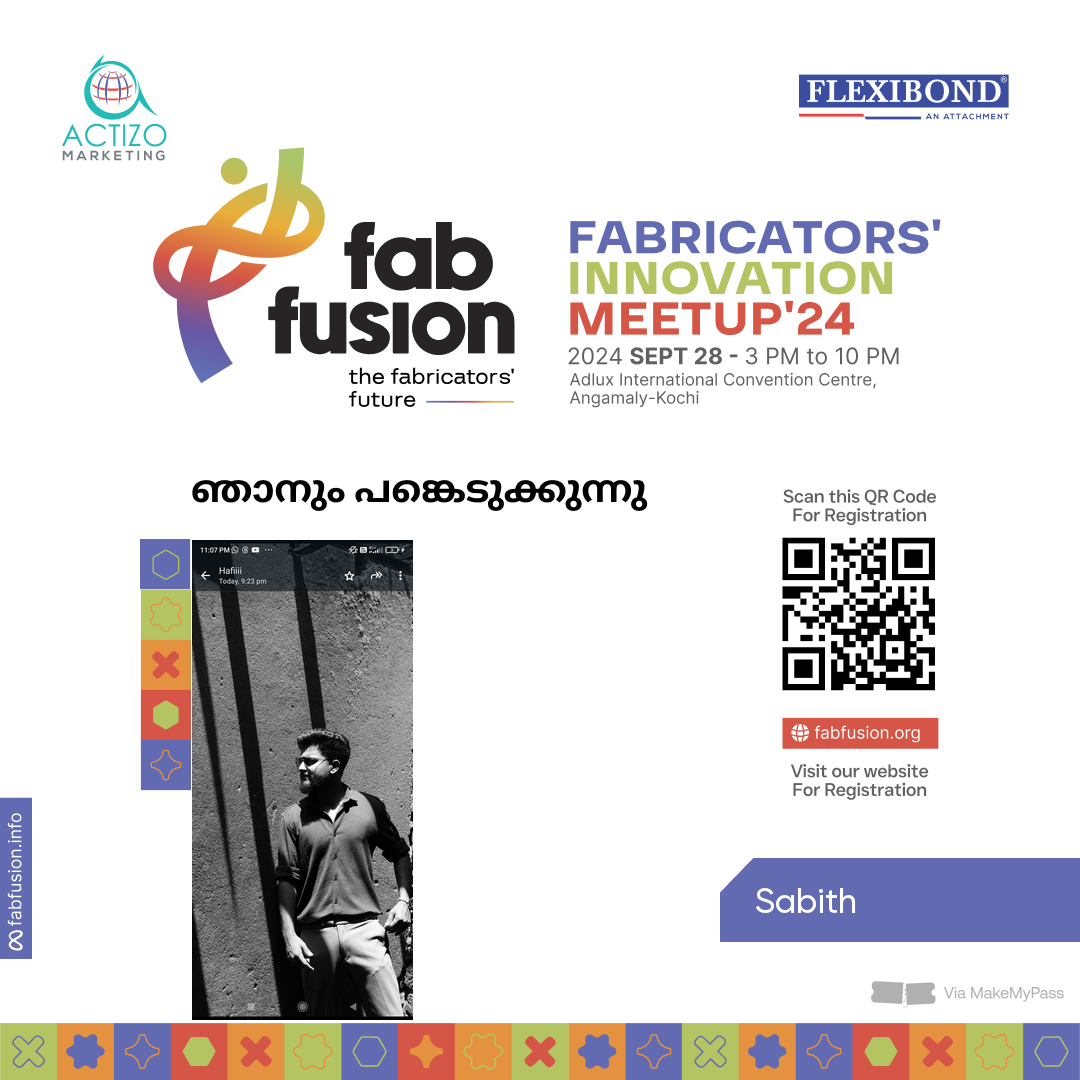 ACTIZO
MARKETING
FLEXIBOND®
AN ATTACHMENT
fab
fusion
the fabricators'
future
FABRICATORS'
INNOVATION
MEETUP'24
2024 SEPT 28 - 3 PM to 10 PM
Adlux International Convention Centre,
Angamaly-Kochi
ഞാനും പങ്കെടുക്കുന്നു
Scan this QR Code
For Registration
11:07 PM
Hafiiii
Today, 9:23 pm
fabfusion.org
Visit our website
For Registration
fabfusion.info
Sabith
Via MakeMyPass